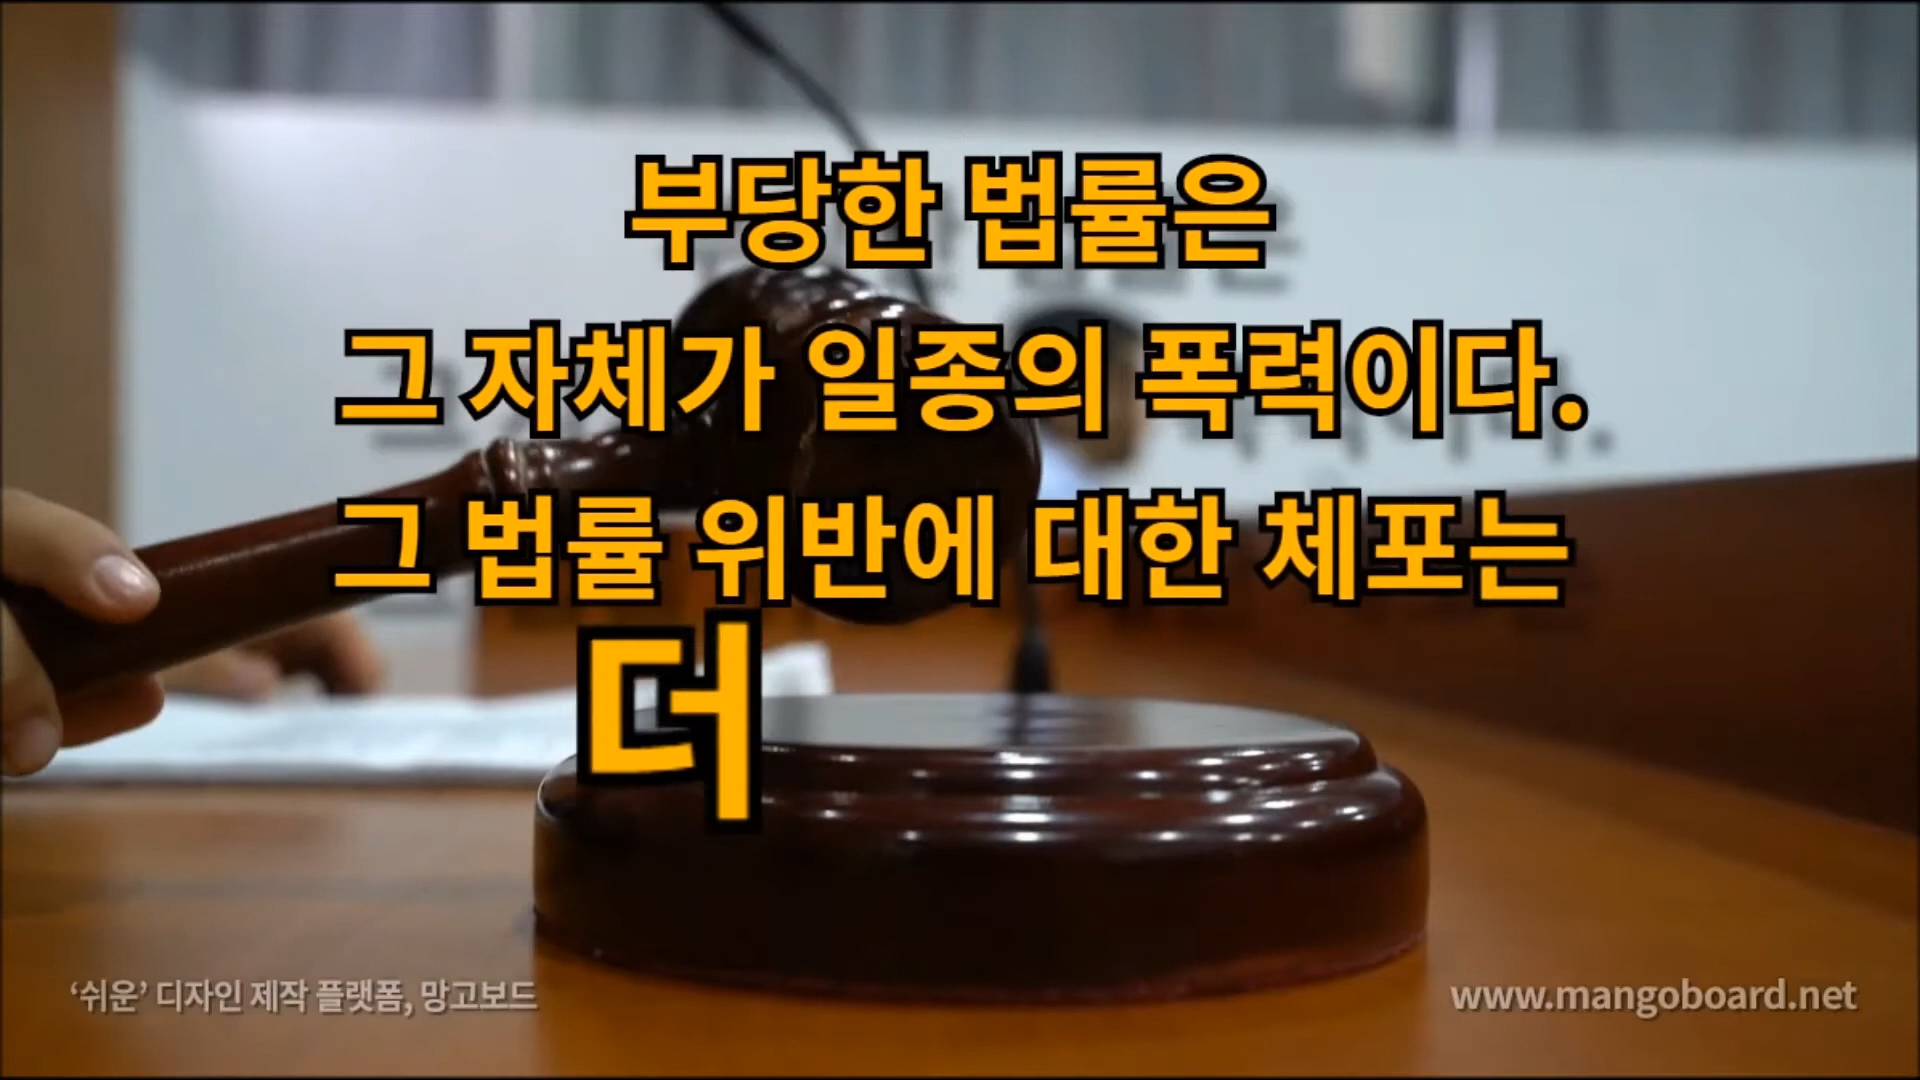 부당한 법률은
그 자체가 일종의 폭력이다.
그 법률 위반에 대한 체포는
더
‘쉬운’ 디자인 제작 플랫폼, 망고보드
www.mangoboard.net